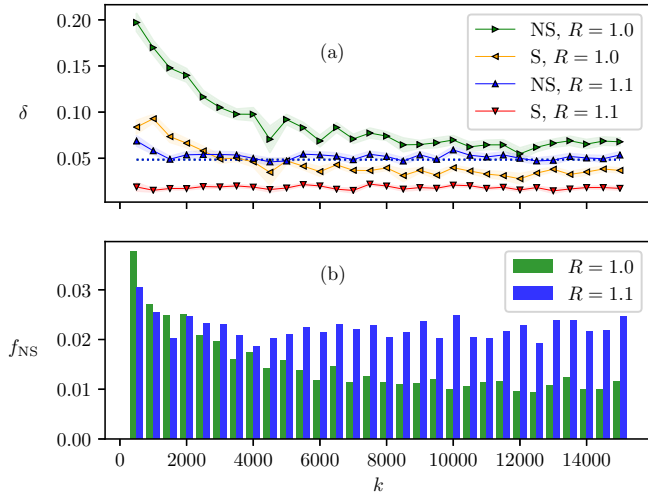 0.20
0.15
0.10
0.05
δ
(a)
NS, R = 1.0
S, R = 1.0
NS, R = 1.1
S, R = 1.1
0.03
0.02
0.01
0.00
f_NS
(b)
R = 1.0
R = 1.1
0 2000 4000 6000 8000 10000 12000 14000
k